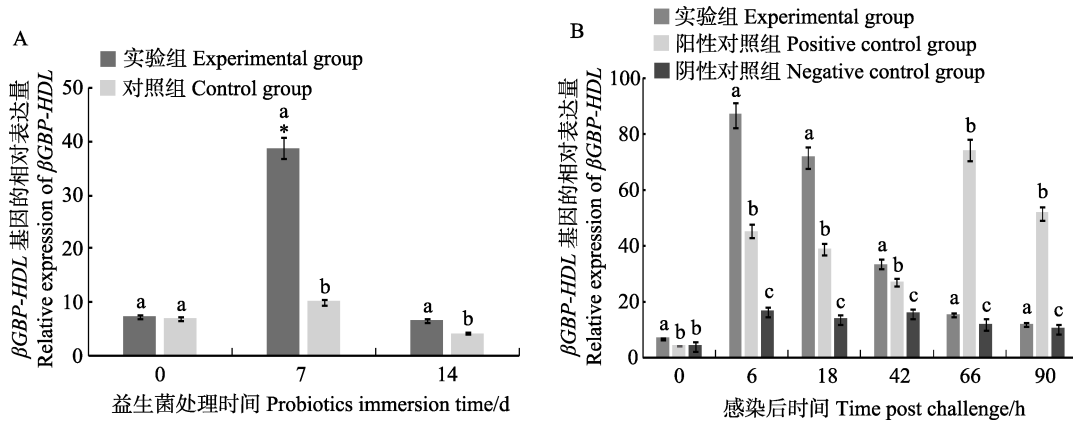 A
实验组 Experimental group
对照组 Control group
βGBP-HDL 基因的相对表达量
Relative expression of βGBP-HDL
50
40
30
20
10
0
a
a
a
*
b
a
b
0
7
14
益生菌处理时间 Probiotics immersion time/d
B
实验组 Experimental group
阳性对照组 Positive control group
阴性对照组 Negative control group
βGBP-HDL 基因的相对表达量
Relative expression of βGBP-HDL
100
80
60
40
20
0
a
b
b
a
b
c
a
b
c
a
b
c
a
b
c
a
b
c
0
6
18
42
66
90
感染后时间 Time post challenge/h